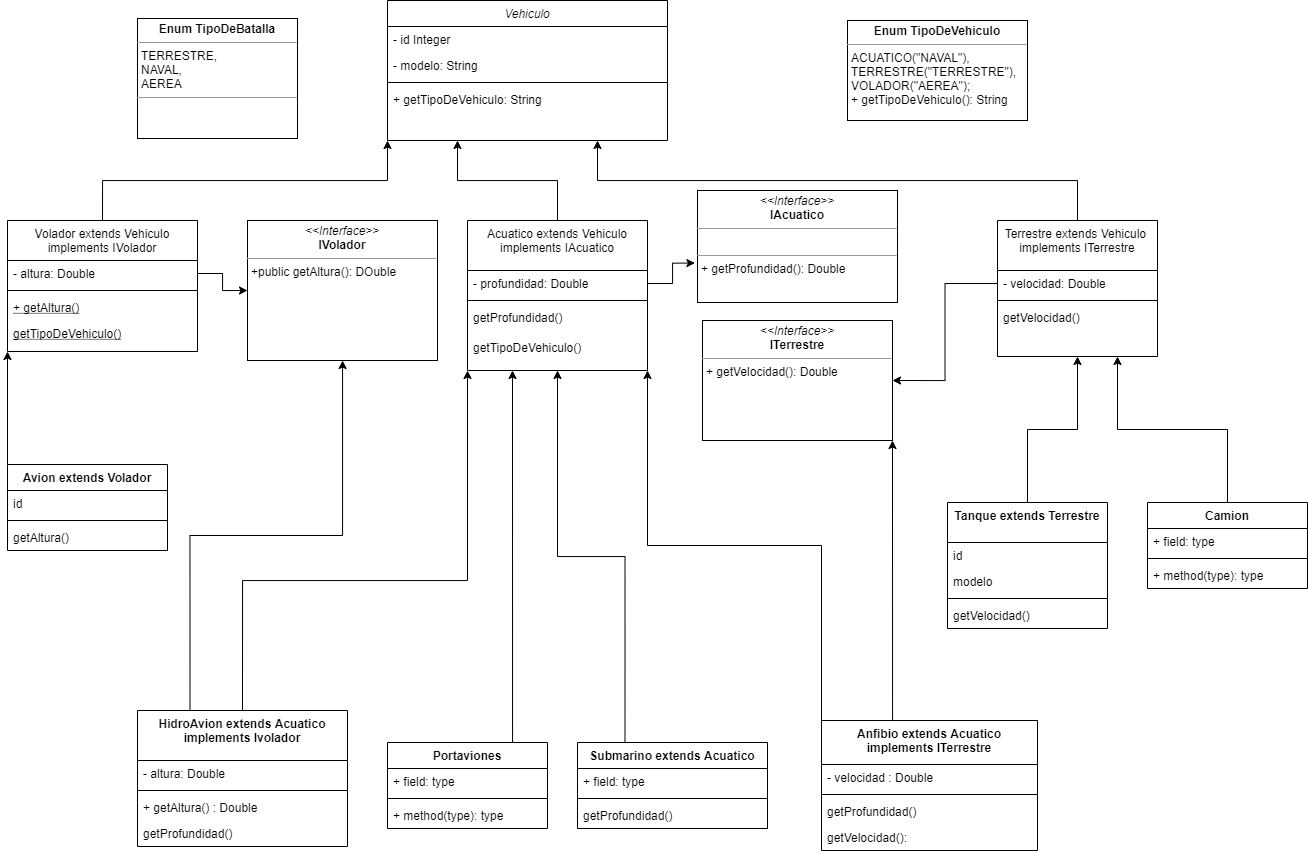 Enum TipoDeBatalla
TERRESTRE,
NAVAL,
AEREA
Vehiculo
- id Integer
- modelo: String
+ getTipoDeVehiculo: String
Enum TipoDeVehiculo
ACUATICO("NAVAL"),
TERRESTRE("TERRESTRE"),
VOLADOR("AEREA");
+ getTipoDeVehiculo(): String
Volador extends Vehiculo
implements IVolador
- altura: Double
+ getAltura()
getTipoDeVehiculo()
<<Interface>>
IVolador
+public getAltura(): DOuble
Acuatico extends Vehiculo
implements IAcuatico
- profundidad: Double
getProfundidad()
getTipoDeVehiculo()
<<Interface>>
IAcuatico
+ getProfundidad(): Double
<<Interface>>
ITerrestre
+ getVelocidad(): Double
Terrestre extends Vehiculo
implements ITerrestre
- velocidad: Double
getVelocidad()
Avion extends Volador
id
getAltura()
Tanque extends Terrestre
id
modelo
getVelocidad()
Camion
+ field: type
+ method(type): type
HidroAvion extends Acuatico
implements Ivolador
- altura: Double
+ getAltura() : Double
getProfundidad()
Portaviones
+ field: type
+ method(type): type
Submarino extends Acuatico
+ field: type
getProfundidad()
Anfibio extends Acuatico
implements ITerrestre
- velocidad : Double
getProfundidad()
getVelocidad():